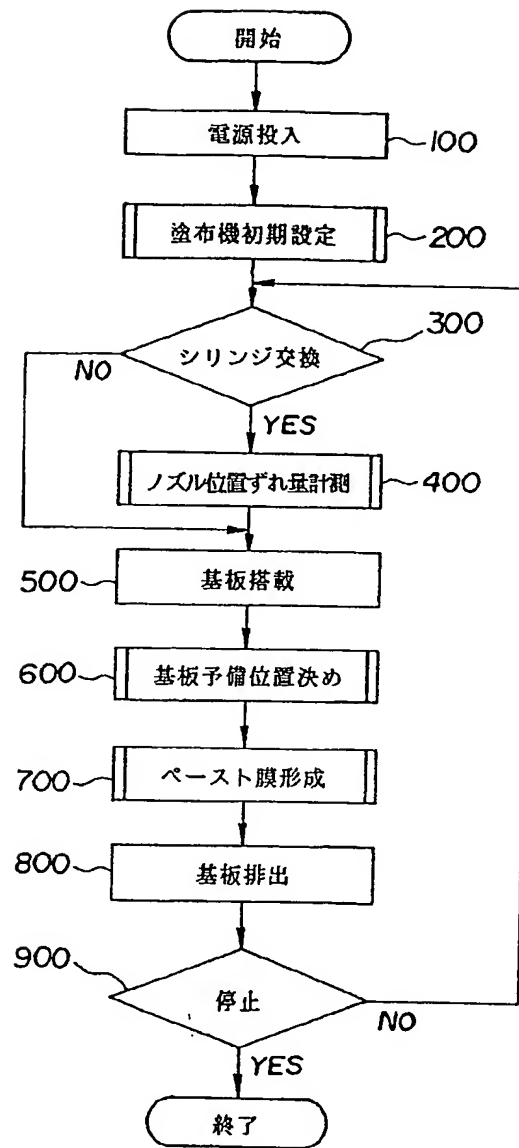 開始
電源投入
100
塗布機初期設定
200
シリンジ交換
300
NO
YES
ノズル位置ずれ量計測
400
500
基板搭載
600
基板予備位置決め
700
ペースト膜形成
800
基板排出
900
停止
NO
YES
終了